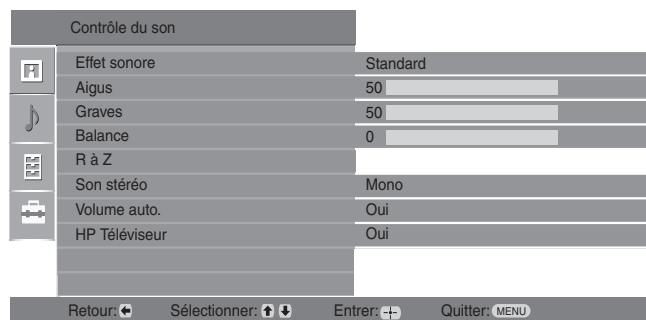 Contrôle du son
Effet sonore Standard
Aigus 50
Graves 50
Balance 0
R à Z
Son stéréo Mono
Volume auto. Oui
HP Téléviseur Oui
Retour: Sélectionner: Entrer: Quitter: MENU